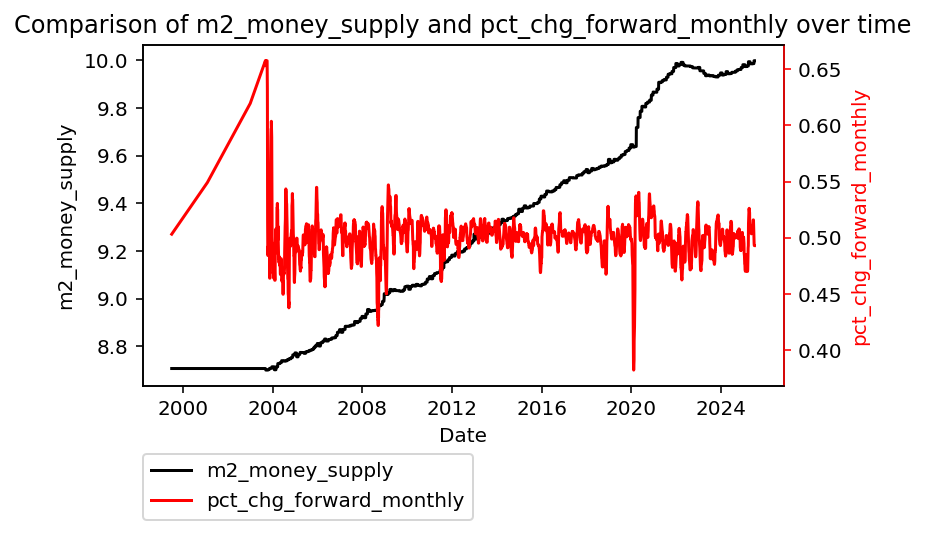 Comparison of m2_money_supply and pct_chg_forward_monthly over time
m2_money_supply
10.0
9.8
9.6
9.4
9.2
9.0
8.8
0.65
0.60
0.55
0.50
0.45
0.40
pct_chg_forward_monthly
2000 2004 2008 2012 2016 2020 2024
Date
m2_money_supply
pct_chg_forward_monthly